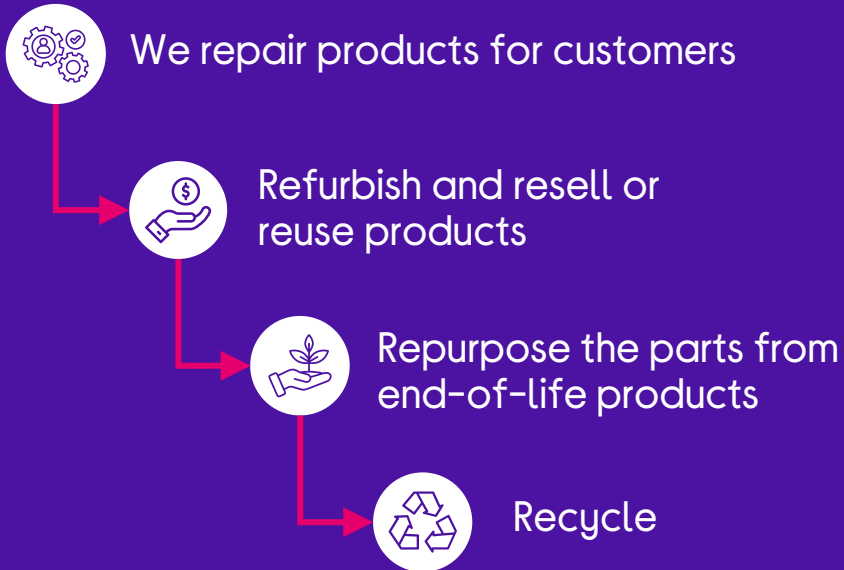 We repair products for customers
$
Refurbish and resell or
reuse products
Repurpose the parts from
end-of-life products
Recycle